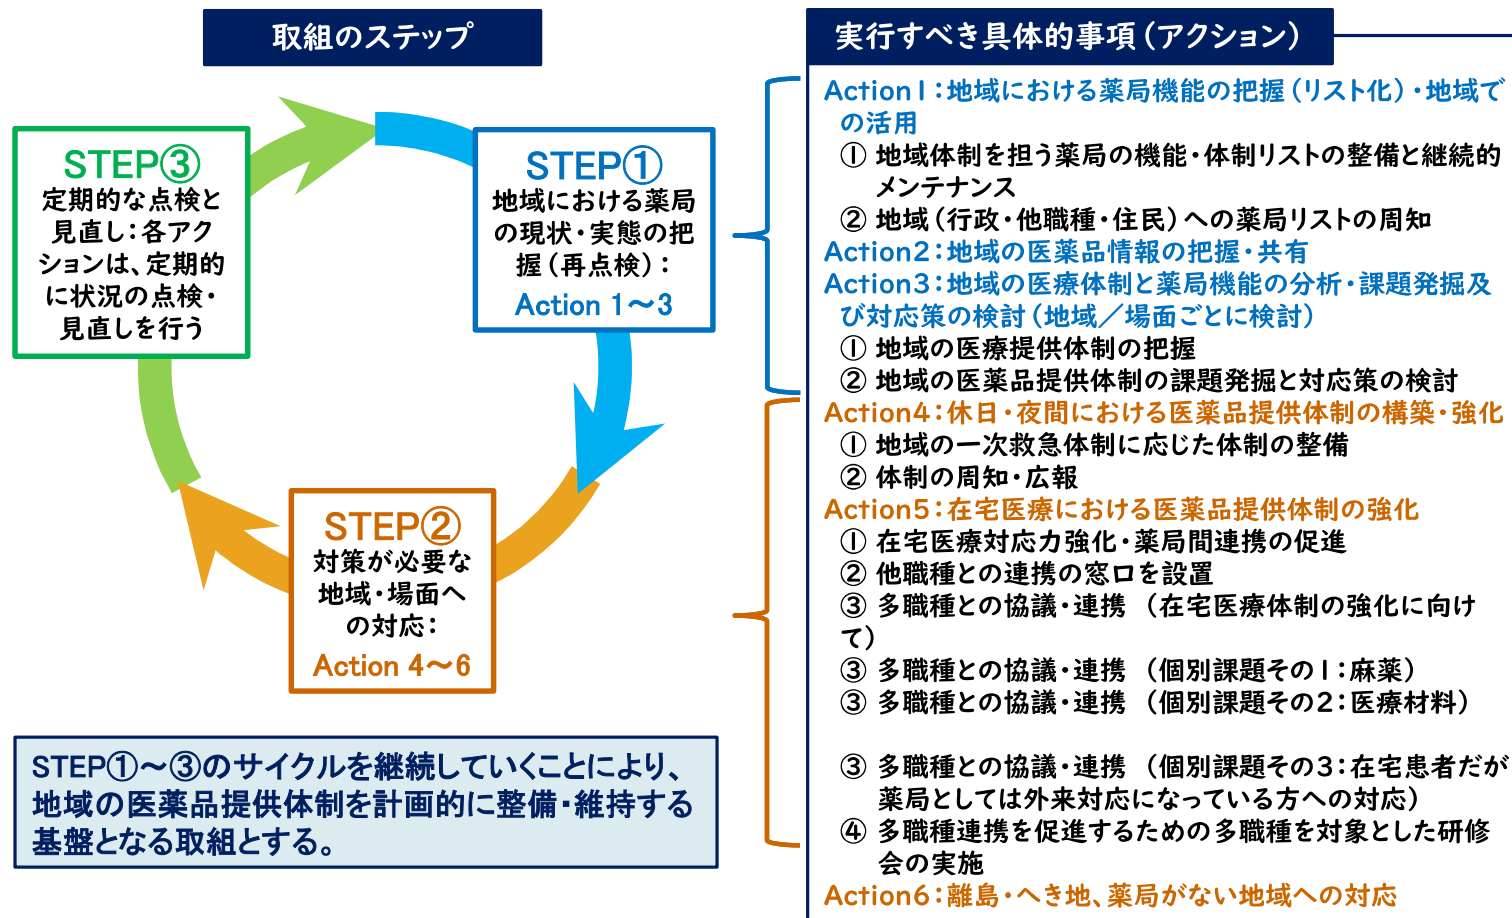 取組のステップ
STEP①
地域における薬局
の現状・実態の把
握(再点検):
Action 1～3
STEP②
対策が必要な
地域・場面へ
の対応:
Action 4～6
STEP③
定期的な点検と
見直し:各アク
ションは、定期的
に状況の点検・
見直しを行う
STEP①～③のサイクルを継続していくことにより、
地域の医薬品提供体制を計画的に整備・維持する
基盤となる取組とする。
実行すべき具体的事項(アクション)
Action1:地域における薬局機能の把握(リスト化)・地域で
の活用
① 地域体制を担う薬局の機能・体制リストの整備と継続的
メンテナンス
② 地域(行政・他職種・住民)への薬局リストの周知
Action2:地域の医薬品情報の把握・共有
Action3:地域の医療体制と薬局機能の分析・課題発掘及
び対応策の検討(地域／場面ごとに検討)
① 地域の医療提供体制の把握
② 地域の医薬品提供体制の課題発掘と対応策の検討
Action4:休日・夜間における医薬品提供体制の構築・強化
① 地域の一次救急体制に応じた体制の整備
② 体制の周知・広報
Action5:在宅医療における医薬品提供体制の強化
① 在宅医療対応力強化・薬局間連携の促進
② 他職種との連携の窓口を設置
③ 多職種との協議・連携 (在宅医療体制の強化に向け
て)
③ 多職種との協議・連携 (個別課題その1:麻薬)
③ 多職種との協議・連携 (個別課題その2:医療材料)
③ 多職種との協議・連携 (個別課題その3:在宅患者だが
薬局としては外来対応になっている方への対応)
④ 多職種連携を促進するための多職種を対象とした研修
会の実施
Action6:離島・へき地、薬局がない地域への対応